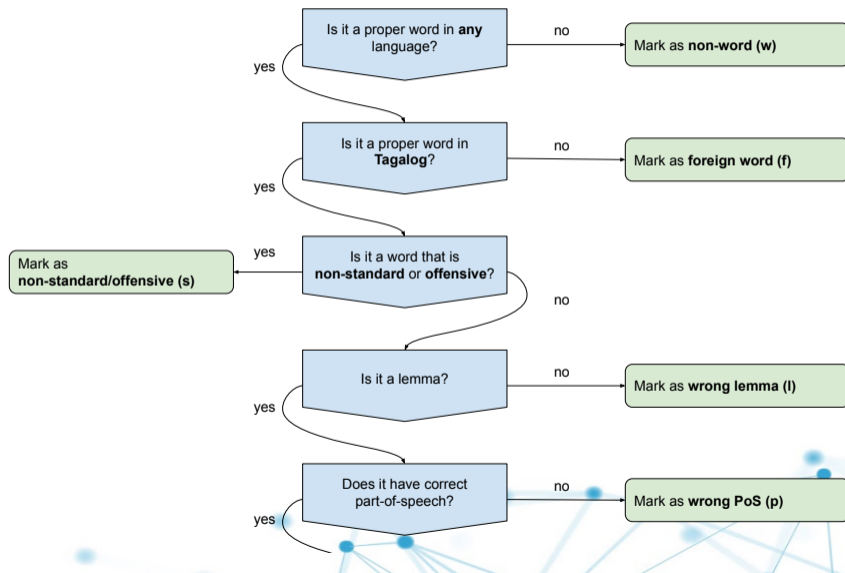 Is it a proper word in any
language?
no
Mark as non-word (w)
yes
Is it a proper word in
Tagalog?
no
Mark as foreign word (f)
yes
Is it a word that is
non-standard or offensive?
yes
Mark as
non-standard/offensive (s)
no
Is it a lemma?
no
Mark as wrong lemma (l)
yes
Does it have correct
part-of-speech?
no
Mark as wrong PoS (p)
yes